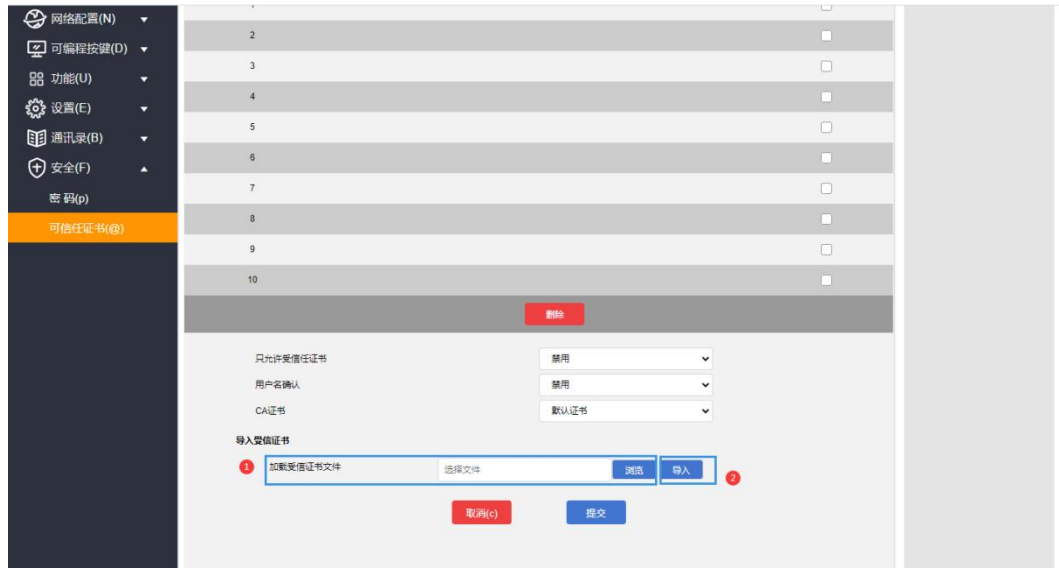 网络配置(N)
可编程按键(D)
功能(U)
设置(E)
通讯录(B)
安全(F)
密 码(p)
可信任证书(@)
2
3
4
5
6
7
8
9
10
删除
只允许受信任证书 禁用
用户名确认 禁用
CA证书 默认证书
导入受信证书
1 加载受信证书文件 选择文件 浏览 导入 2
取消(c) 提交